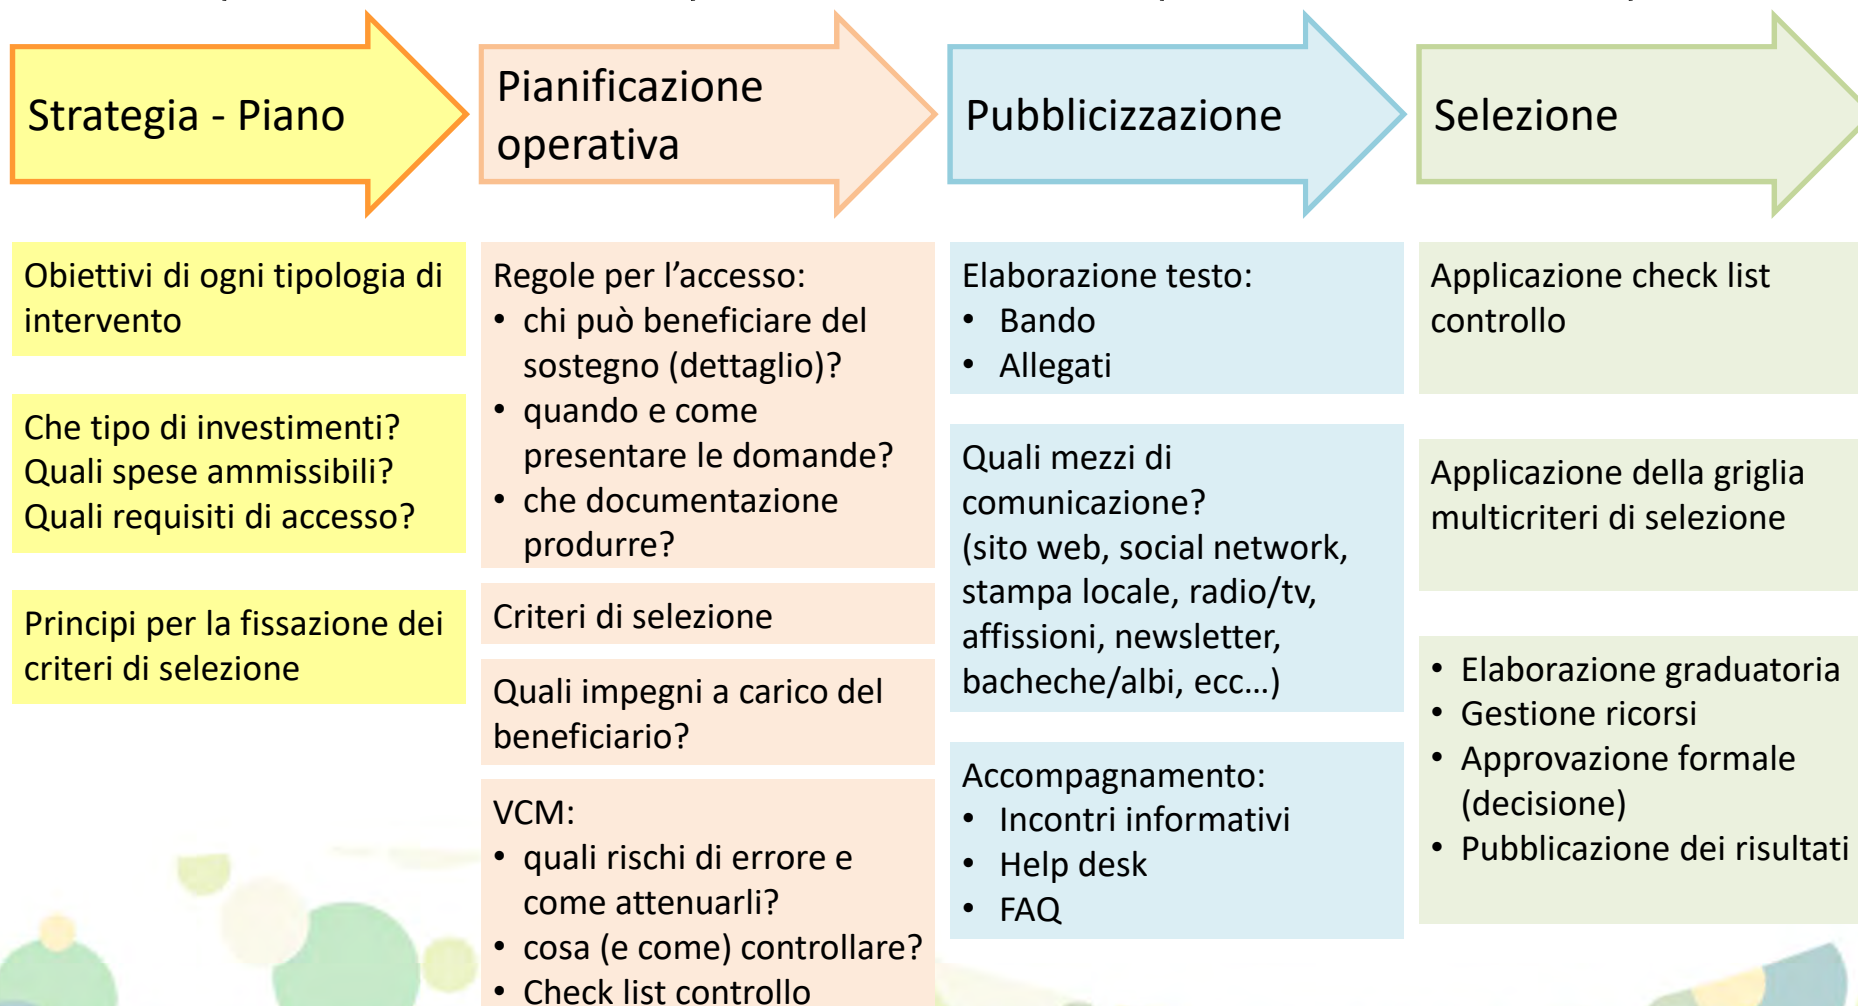 Strategia - Piano
Pianificazione
operativa
Pubblicizzazione
Selezione
Obiettivi di ogni tipologia di
intervento
Che tipo di investimenti?
Quali spese ammissibili?
Quali requisiti di accesso?
Principi per la fissazione dei
criteri di selezione
Regole per l’accesso:
• chi può beneficiare del
sostegno (dettaglio)?
• quando e come
presentare le domande?
• che documentazione
produrre?
Criteri di selezione
Quali impegni a carico del
beneficiario?
VCM:
• quali rischi di errore e
come attenuarli?
• cosa (e come) controllare?
• Check list controllo
Elaborazione testo:
• Bando
• Allegati
Quali mezzi di
comunicazione?
(sito web, social network,
stampa locale, radio/tv,
affissioni, newsletter,
bacheche/albi, ecc…)
Accompagnamento:
• Incontri informativi
• Help desk
• FAQ
Applicazione check list
controllo
Applicazione della griglia
multicriteri di selezione
• Elaborazione graduatoria
• Gestione ricorsi
• Approvazione formale
(decisione)
• Pubblicazione dei risultati